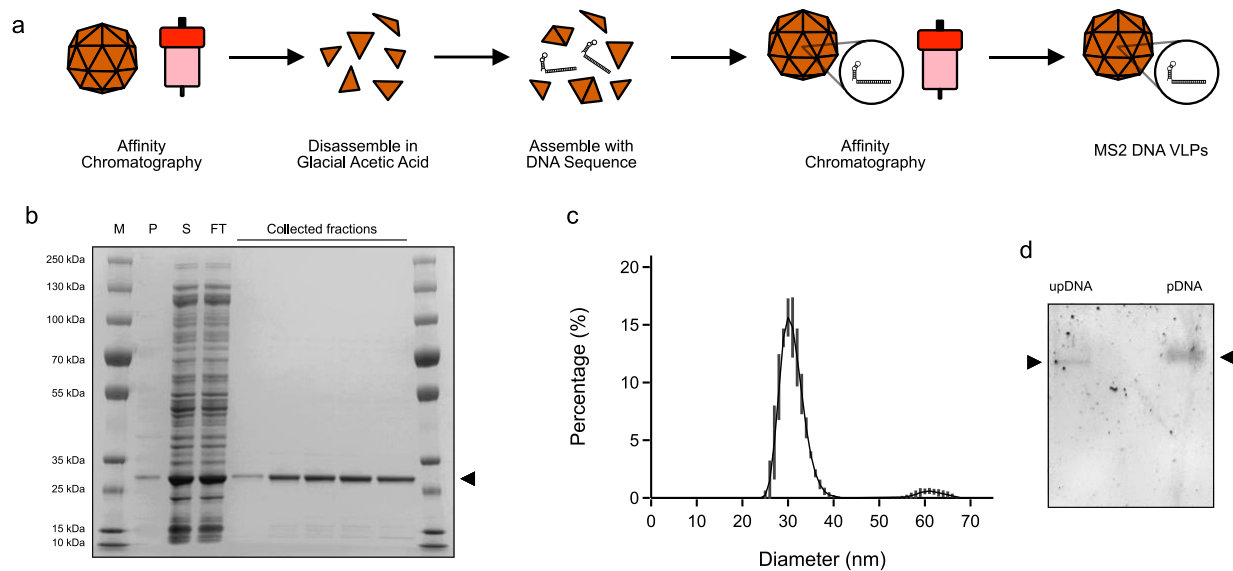 a
Affinity
Chromatography
Disassemble in
Glacial Acetic Acid
Assemble with
DNA Sequence
Affinity
Chromatography
MS2 DNA VLPs
b
M P S FT Collected fractions
250 kDa
130 kDa
100 kDa
70 kDa
55 kDa
35 kDa
25 kDa
15 kDa
10 kDa
c
Percentage (%)
20
15
10
5
0
0 10 20 30 40 50 60 70
Diameter (nm)
d
upDNA pDNA